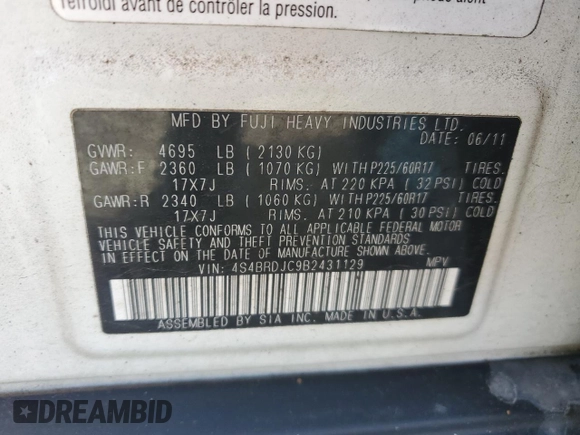 refroidi avant de contrôler la pression.
MFD BY FUJI HEAVY INDUSTRIES LTD.
DATE: 06/11
GVWR: 4695 LB ( 2130 KG)
GAWR:F 2360 LB ( 1070 KG) WITH P225/60R17 TIRES.
17X7J RIMS. AT 220 KPA ( 32 PSI) COLD
GAWR:R 2340 LB ( 1060 KG) WITH P225/60R17 TIRES.
17X7J RIMS. AT 210 KPA ( 30 PSI) COLD
THIS VEHICLE CONFORMS TO ALL APPLICABLE FEDERAL MOTOR
VEHICLE SAFETY AND THEFT PREVENTION STANDARDS
IN EFFECT ON THE DATE OF MANUFACTURE SHOWN ABOVE.
VIN: 4S4BRDJC9B2431129 MPV
ASSEMBLED BY SIA INC. MADE IN U.S.A.
DREAMBID